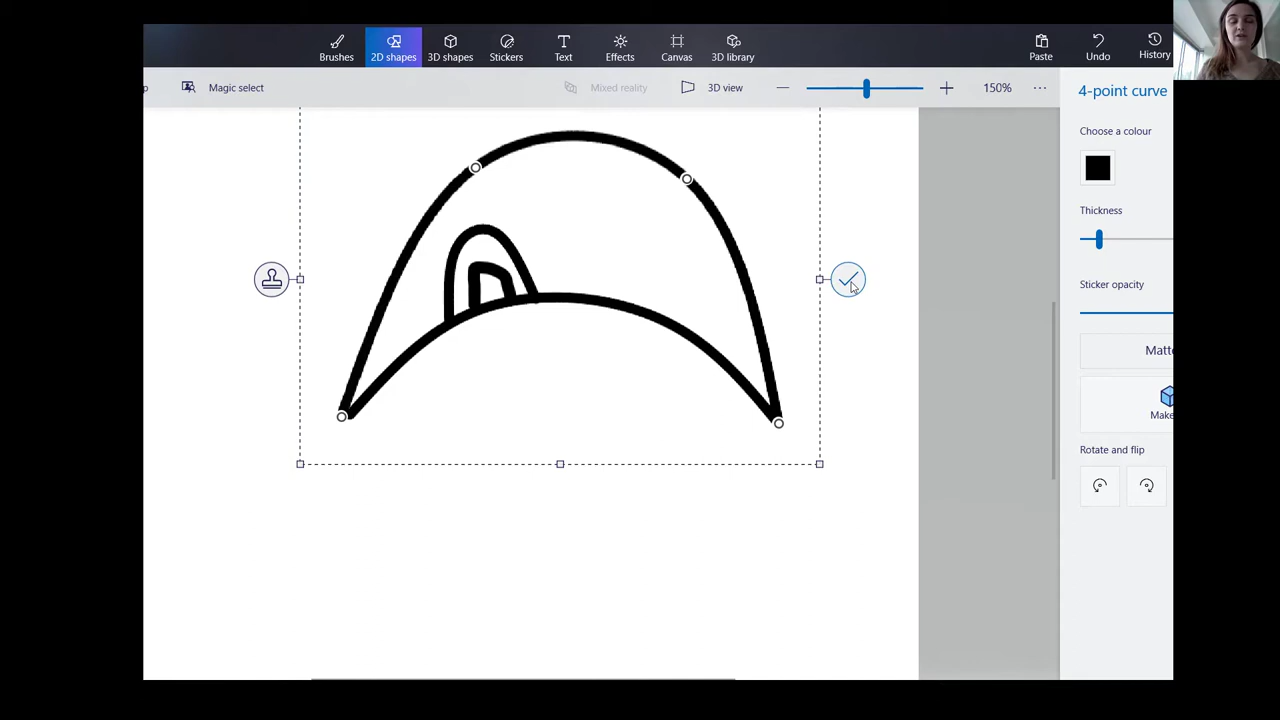 Brushes
2D shapes
3D shapes
Stickers
Text
Effects
Canvas
3D library
Paste
Undo
History
Magic select
Mixed reality
3D view
150%
4-point curve
Choose a colour
Thickness
Sticker opacity
Matte
Make
Rotate and flip